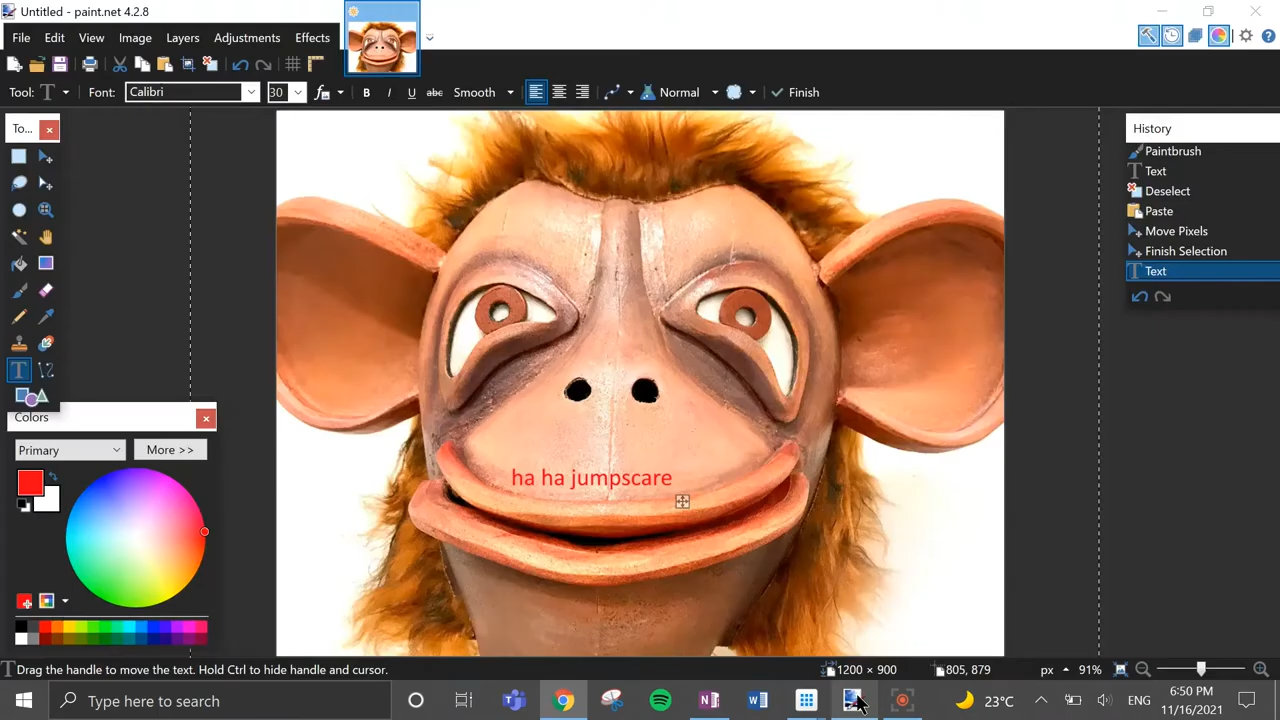 Untitled - paint.net 4.2.8
File Edit View Image Layers Adjustments Effects
Tool: T Font: Calibri 30 fx B I U abc Smooth Normal Finish
To...
History
Paintbrush
Text
Deselect
Paste
Move Pixels
Finish Selection
Text
ha ha jumpscare
Colors
Primary More >>
Drag the handle to move the text. Hold Ctrl to hide handle and cursor. 1200 × 900 805, 879 px 91%
Type here to search 23°C ENG 6:50 PM
11/16/2021